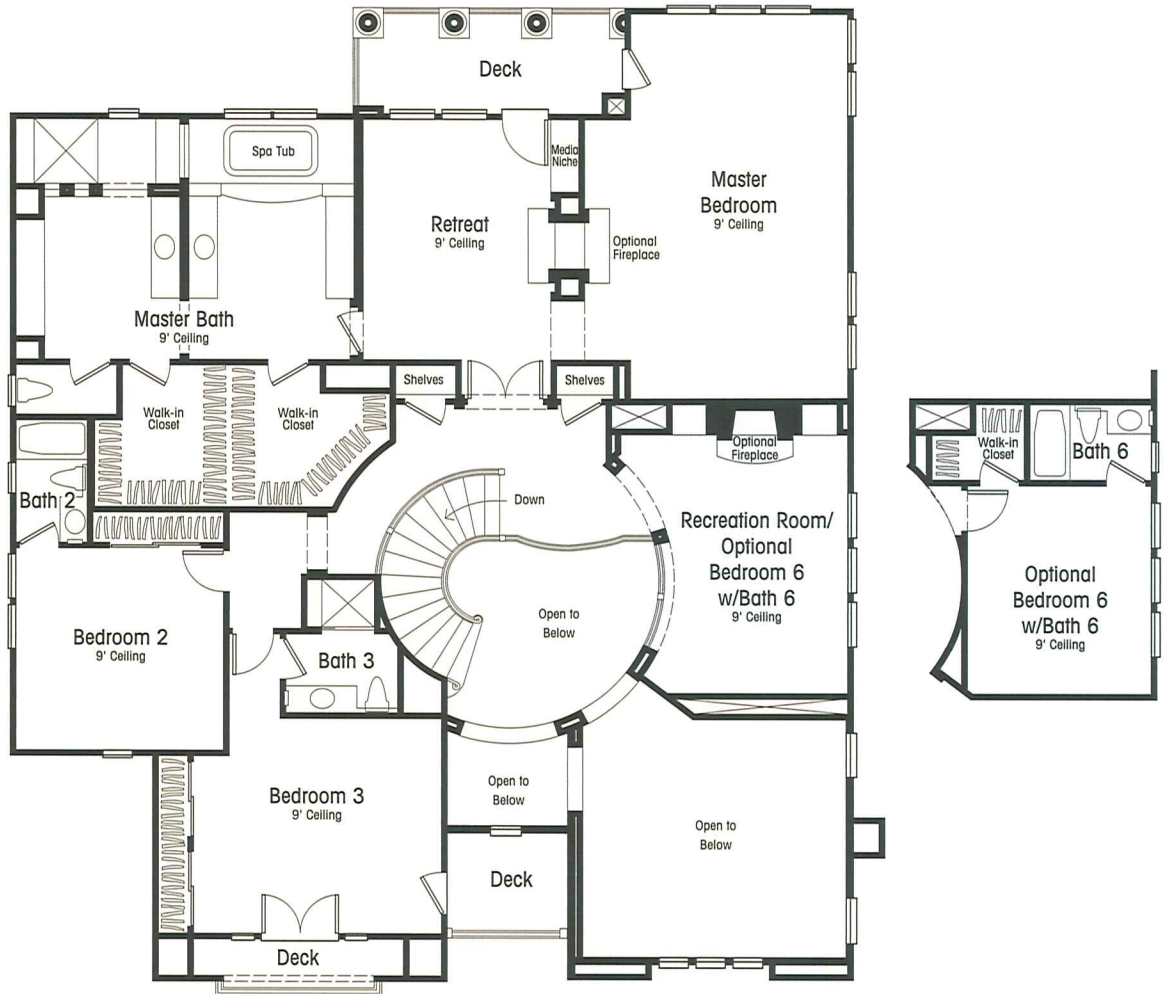 Deck
Spa Tub
Media
Niche
Master
Bedroom
9' Ceiling
Retreat
9' Ceiling
Optional
Fireplace
Master Bath
9' Ceiling
Shelves
Shelves
Walk-in
Closet
Walk-in
Closet
Optional
Fireplace
Walk-in
Closet
Bath 6
Bath 2
Down
Recreation Room/
Optional
Bedroom 6
w/Bath 6
9' Ceiling
Optional
Bedroom 6
w/Bath 6
9' Ceiling
Open to
Below
Bedroom 2
9' Ceiling
Bath 3
Bedroom 3
9' Ceiling
Open to
Below
Open to
Below
Deck
Deck